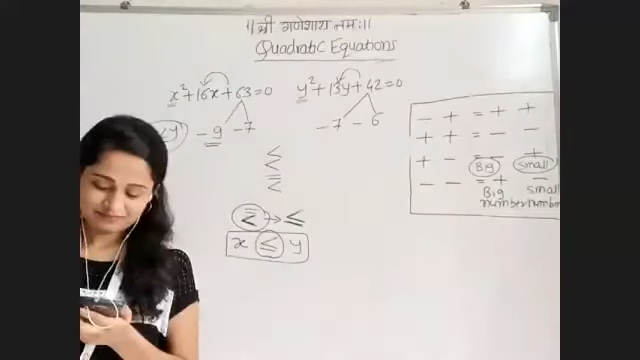 ॥ श्री गणेशाय नमः ॥
Quadratic Equations
x²+16x+63=0
y²+13y+42=0
-9 -7
-7 -6
<
<
=
<
≤ → ≤
x ≤ y
- + = + +
+ + = - -
+ - = - +
Big small
- - = + -
Big small
number number